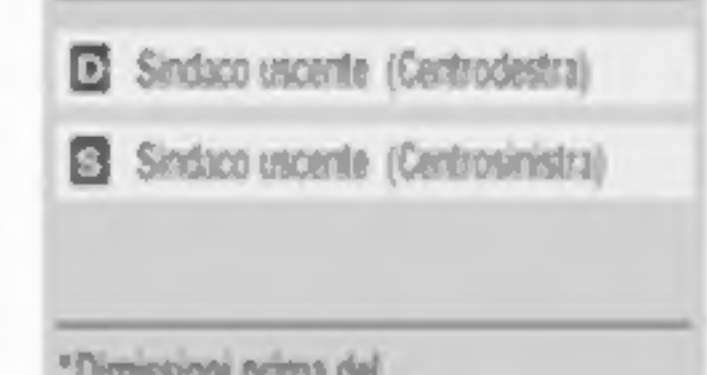 D Sindaco uscente (Centrodestra)
S Sindaco uscente (Centrosinistra)
*Dimissioni prima del